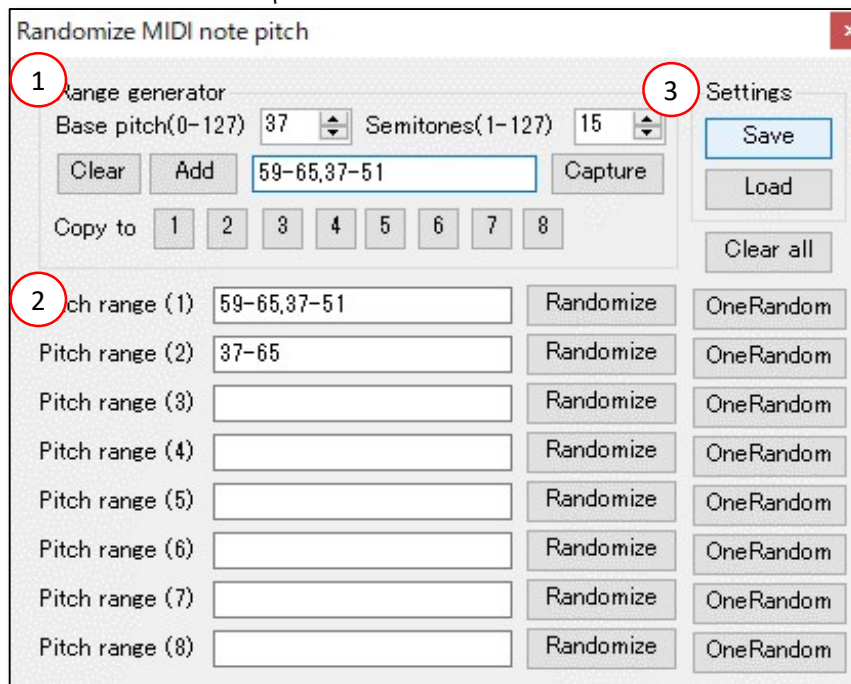 Randomize MIDI note pitch
1
Range generator
3
Settings
Base pitch(0-127) 37 Semitones(1-127) 15
Save
Clear Add 59-65,37-51 Capture
Load
Copy to 1 2 3 4 5 6 7 8
Clear all
2
ch range (1) 59-65,37-51 Randomize OneRandom
Pitch range (2) 37-65 Randomize OneRandom
Pitch range (3) Randomize OneRandom
Pitch range (4) Randomize OneRandom
Pitch range (5) Randomize OneRandom
Pitch range (6) Randomize OneRandom
Pitch range (7) Randomize OneRandom
Pitch range (8) Randomize OneRandom